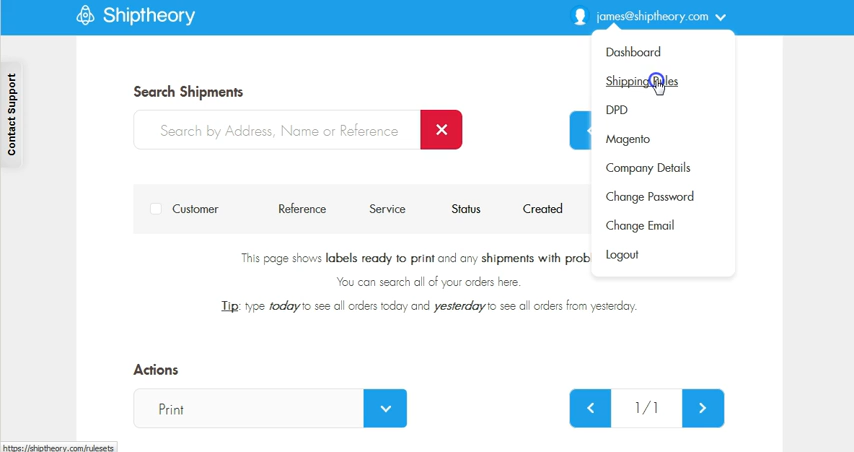 Shiptheory
james@shiptheory.com
Dashboard
Shipping Rules
DPD
Magento
Company Details
Change Password
Change Email
Logout
Contact Support
Search Shipments
Search by Address, Name or Reference
Customer Reference Service Status Created
This page shows labels ready to print and any shipments with
You can search all of your orders here.
Tip: type today to see all orders today and yesterday to see all orders from yesterday.
Actions
Print
1/1
https://shiptheory.com/rulesets